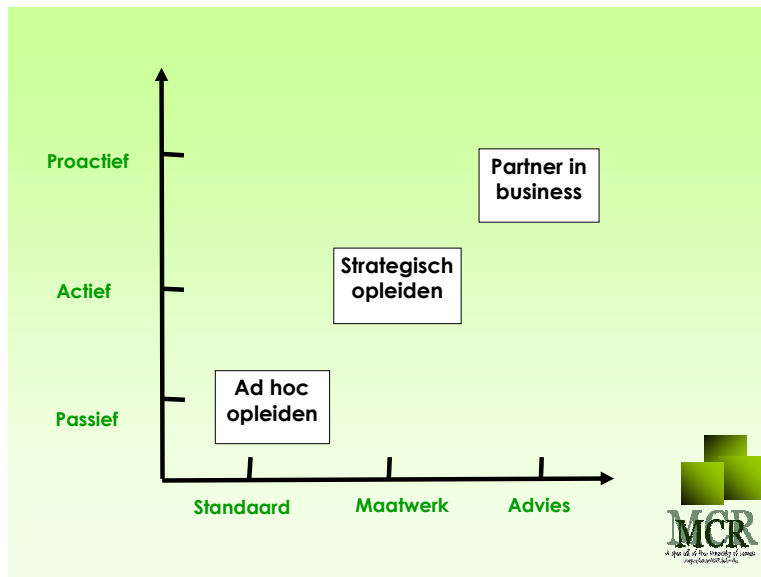 Proactief
Partner in
business
Strategisch
opleiden
Actief
Ad hoc
opleiden
Passief
Standaard
Maatwerk
Advies
MCR